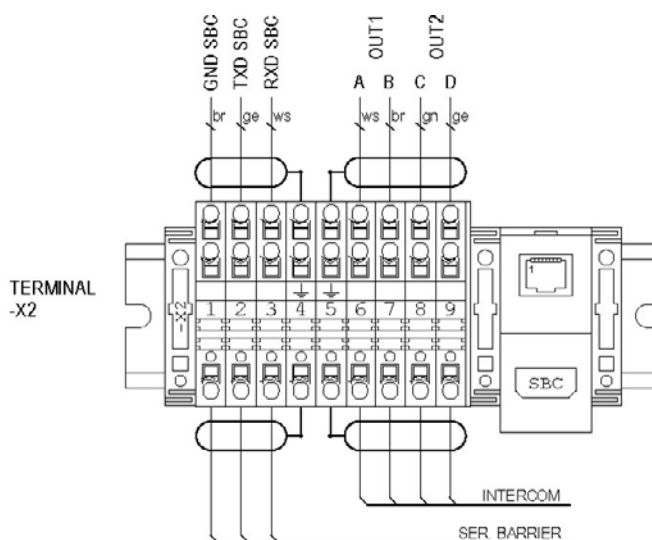 GND SBC
TXD SBC
RXD SBC
OUT1
OUT2
A B C D
br ge ws ws br gn ge
TERMINAL
-X2
-X2
1 2 3 4 5 6 7 8 9
1
SBC
INTERCOM
SER. BARRIER